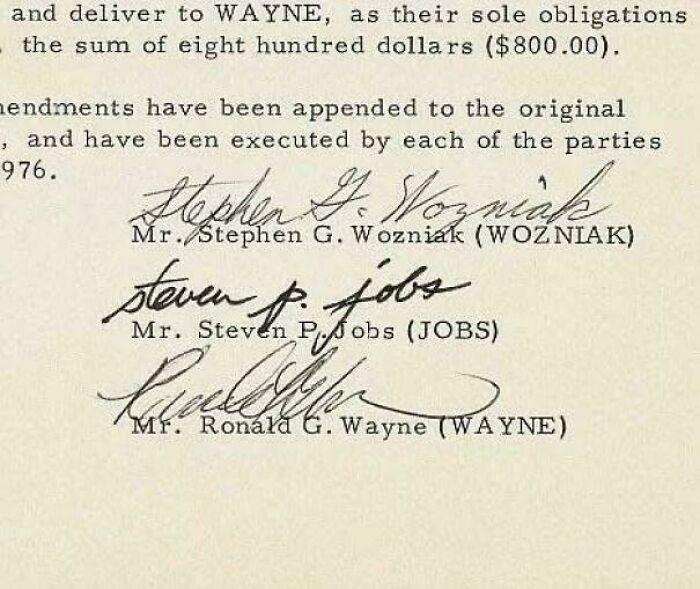 and deliver to WAYNE, as their sole obligations
, the sum of eight hundred dollars ($800.00).
mendments have been appended to the original
, and have been executed by each of the parties
976.
Stephen G. Wozniak
Mr. Stephen G. Wozniak (WOZNIAK)
steven p. jobs
Mr. Steven P. Jobs (JOBS)
Mr. Ronald G. Wayne (WAYNE)